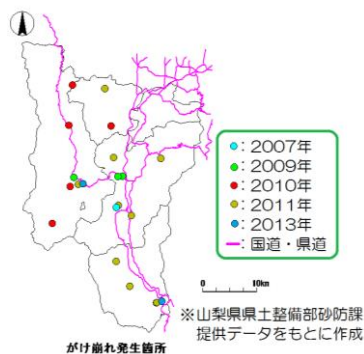 ：2007年
：2009年
：2010年
：2011年
：2013年
：国道・県道
0 10km
※山梨県県土整備部砂防課
提供データをもとに作成
がけ崩れ発生箇所